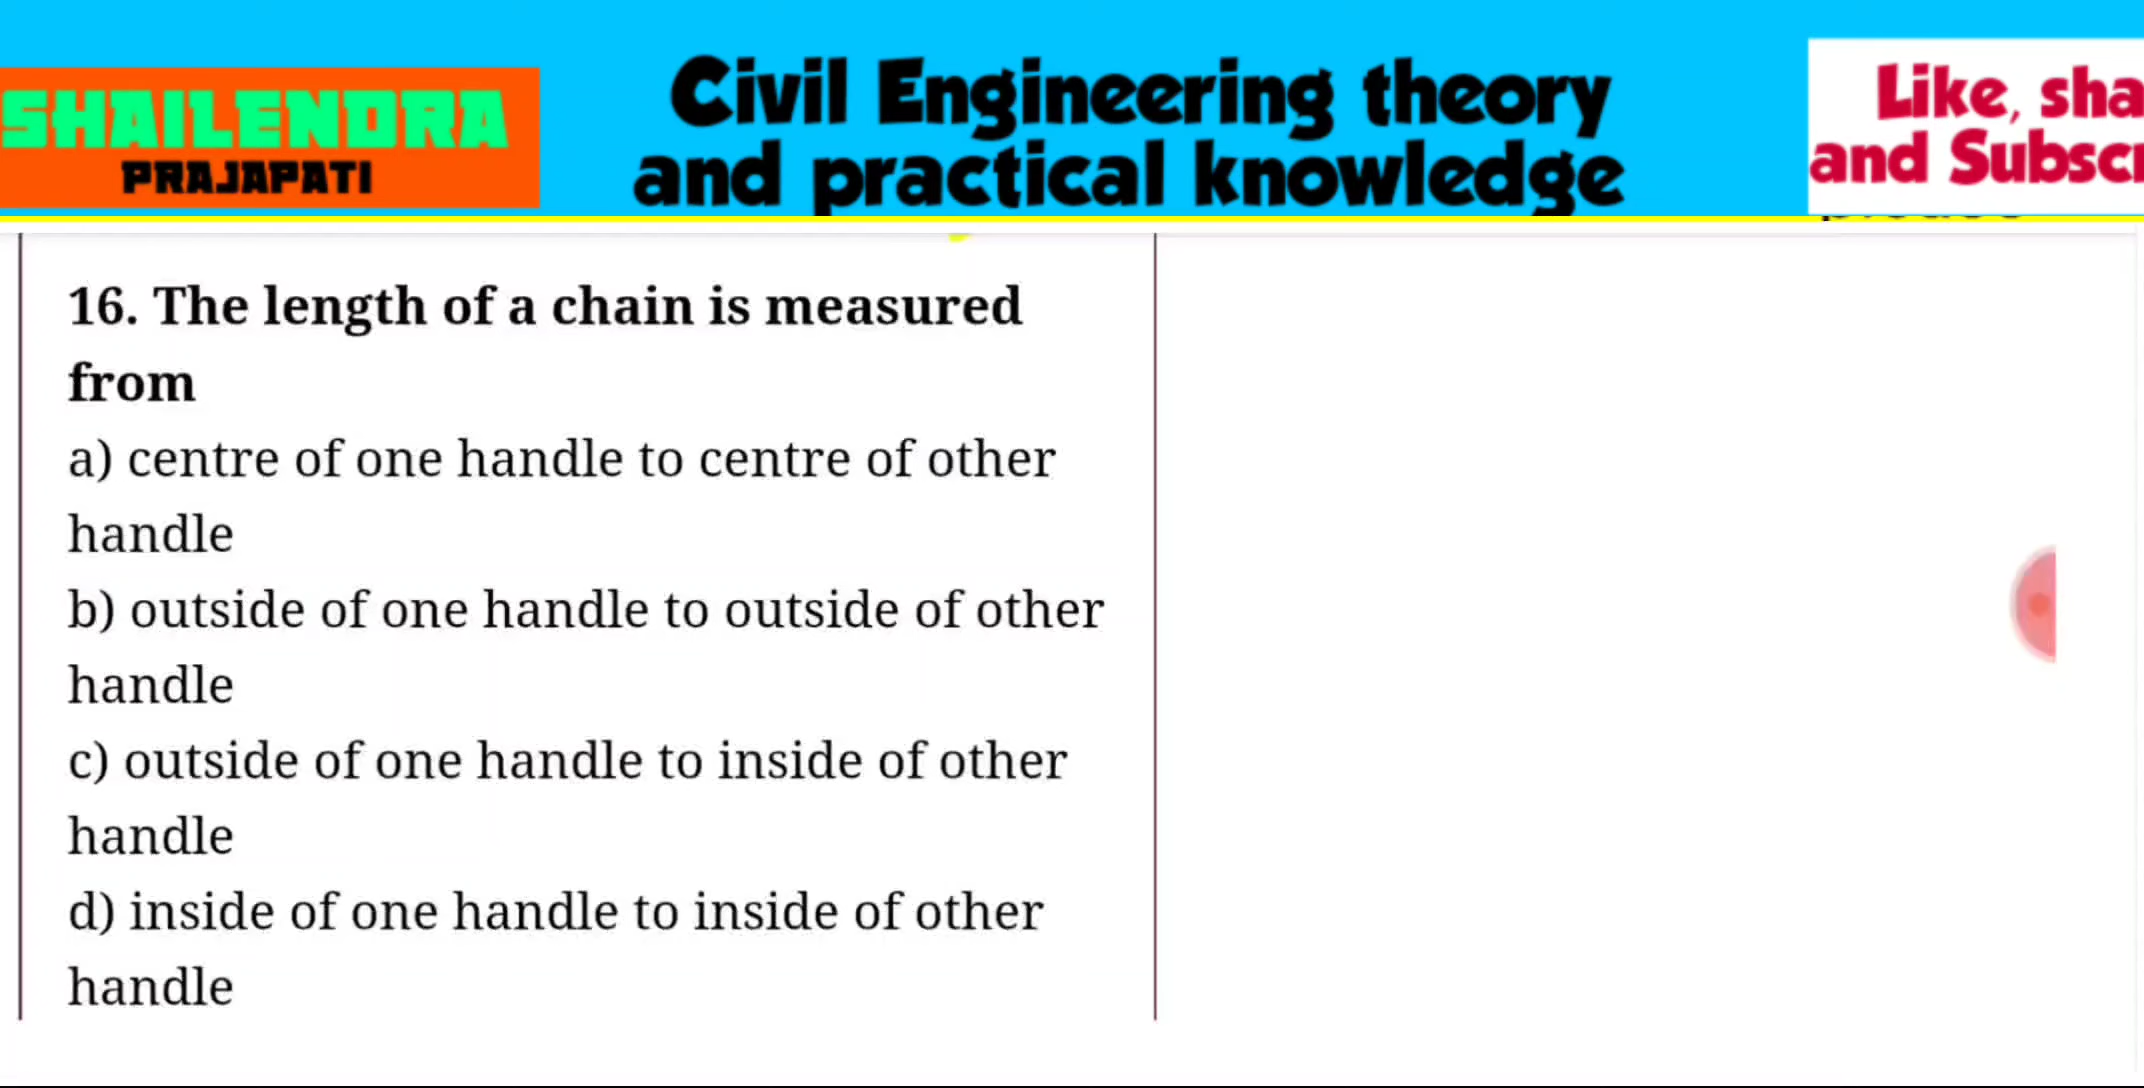 SHAILENDRA
PRAJAPATI
Civil Engineering theory
and practical knowledge
Like, sha
and Subscr
16. The length of a chain is measured
from
a) centre of one handle to centre of other
handle
b) outside of one handle to outside of other
handle
c) outside of one handle to inside of other
handle
d) inside of one handle to inside of other
handle